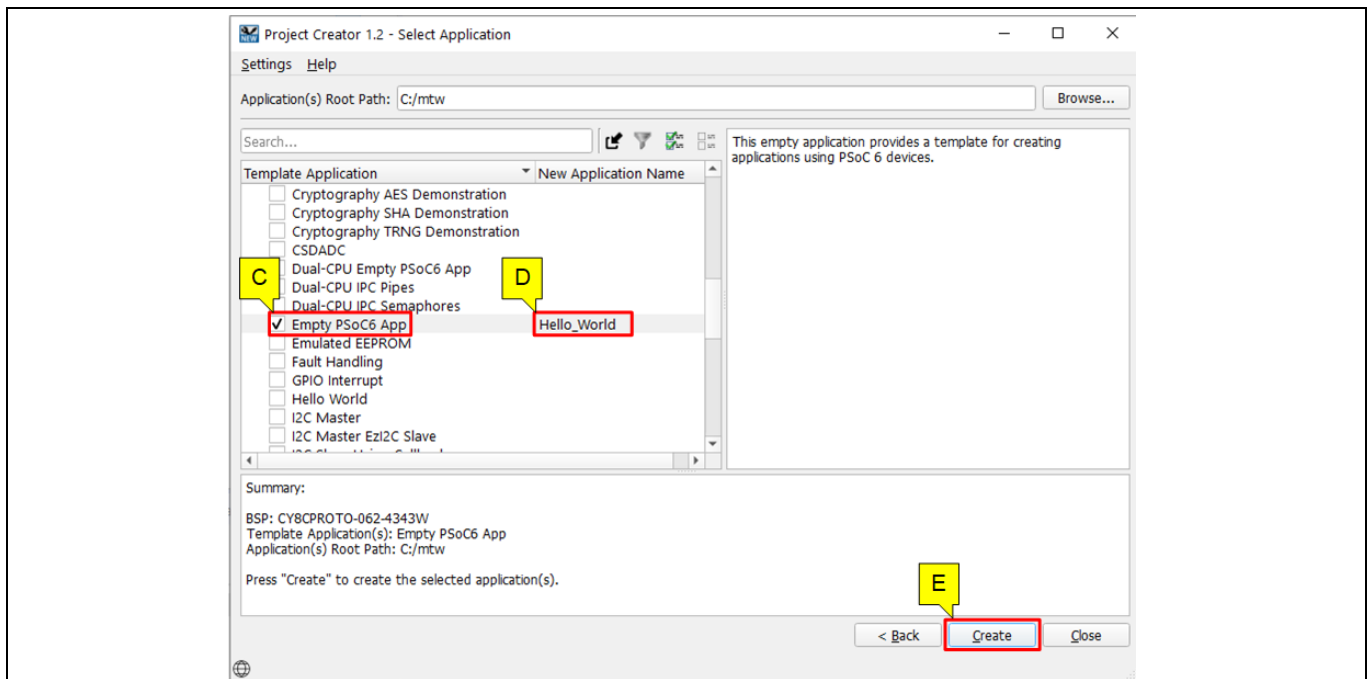 NEW Project Creator 1.2 - Select Application
Settings Help
Application(s) Root Path: C:/mtw Browse...
Search...
Template Application New Application Name
Cryptography AES Demonstration
Cryptography SHA Demonstration
Cryptography TRNG Demonstration
CSDADC
Dual-CPU Empty PSoC6 App
C
D
Dual-CPU IPC Pipes
Dual-CPU IPC Semaphores
Empty PSoC6 App Hello_World
Emulated EEPROM
Fault Handling
GPIO Interrupt
Hello World
I2C Master
I2C Master EzI2C Slave
This empty application provides a template for creating
applications using PSoC 6 devices.
Summary:
BSP: CY8CPROTO-062-4343W
Template Application(s): Empty PSoC6 App
Application(s) Root Path: C:/mtw
Press "Create" to create the selected application(s).
E
< Back Create Close